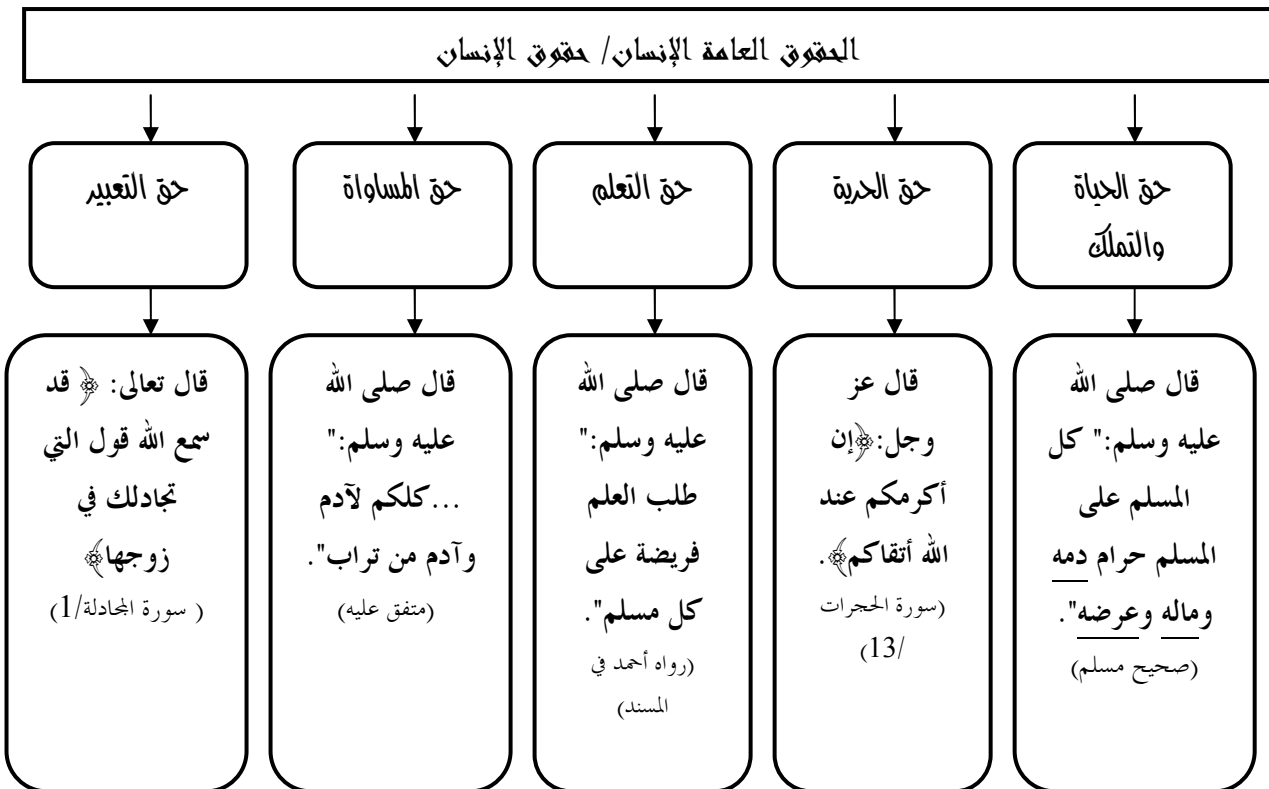 الحقوق العامة الإنسان/ حقوق الإنسان
حق الحياة
والتملك
حق الحرية
حق التعلم
حق المساواة
حق التعبير
قال صلى الله
عليه وسلم:" كل
المسلم على
المسلم حرام دمه
وماله وعرضه".
(صحيح مسلم)
قال عز
وجل:﴿إن
أكرمكم عند
الله أتقاكم﴾.
(سورة الحجرات
/13)
قال صلى الله
عليه وسلم:"
طلب العلم
فريضة على
كل مسلم".
(رواه أحمد في
المسند)
قال صلى الله
عليه وسلم:"
...كلكم لآدم
وآدم من تراب".
(متفق عليه)
قال تعالى: ﴿ قد
سمع الله قول التي
تجادلك في
زوجها﴾
( سورة المجادلة/1)